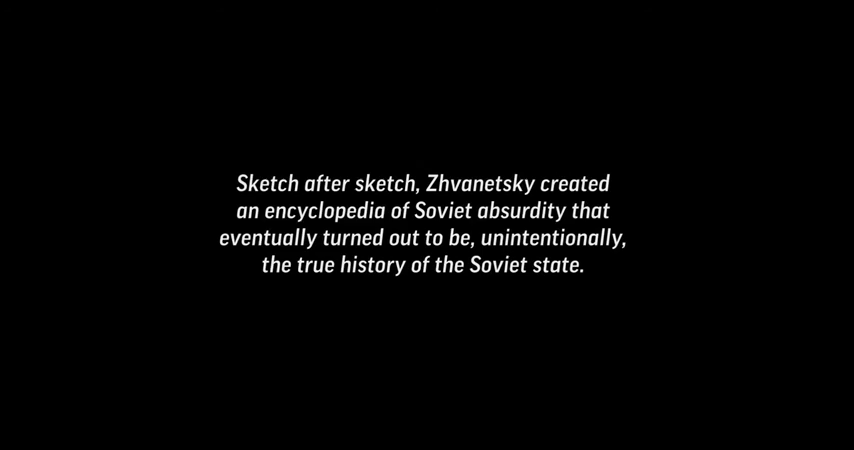 Sketch after sketch, Zhvanetsky created
an encyclopedia of Soviet absurdity that
eventually turned out to be, unintentionally,
the true history of the Soviet state.